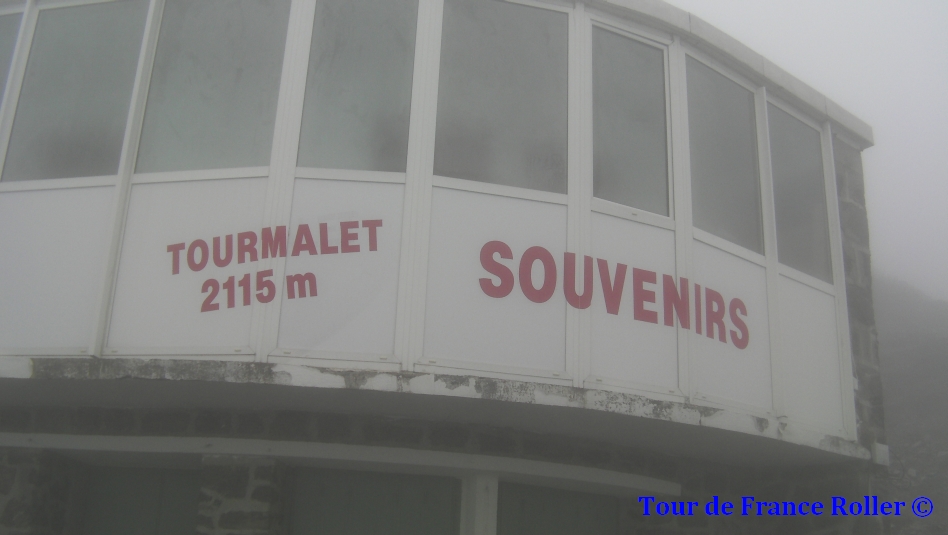 TOURMALET
2115 m
SOUVENIRS
Tour de France Roller ©